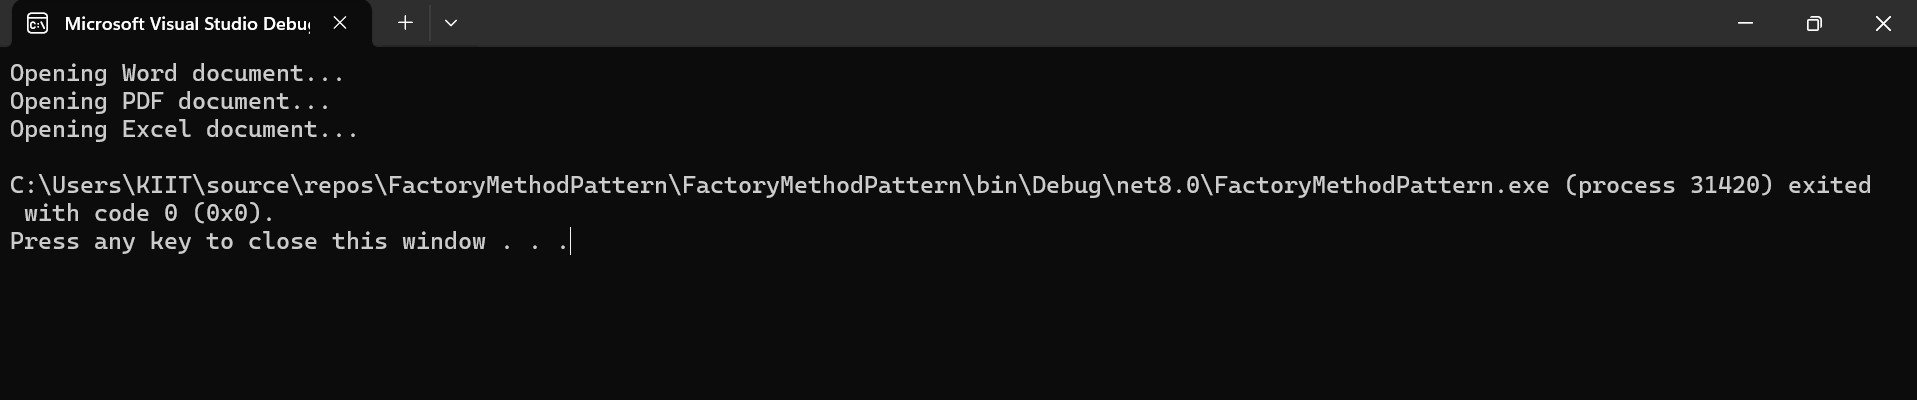 Microsoft Visual Studio Debu
Opening Word document...
Opening PDF document...
Opening Excel document...
C:\Users\KIIT\source\repos\FactoryMethodPattern\FactoryMethodPattern\bin\Debug\net8.0\FactoryMethodPattern.exe (process 31420) exited
with code 0 (0x0).
Press any key to close this window . . .